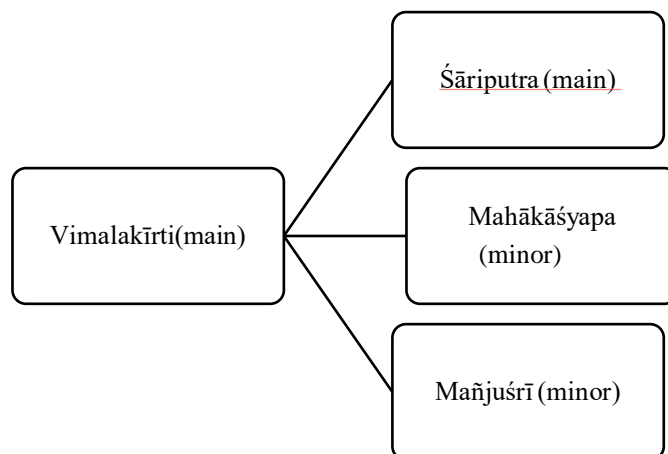 Śāriputra (main)
Vimalakīrti(main)
Mahākāśyapa
(minor)
Mañjuśrī (minor)